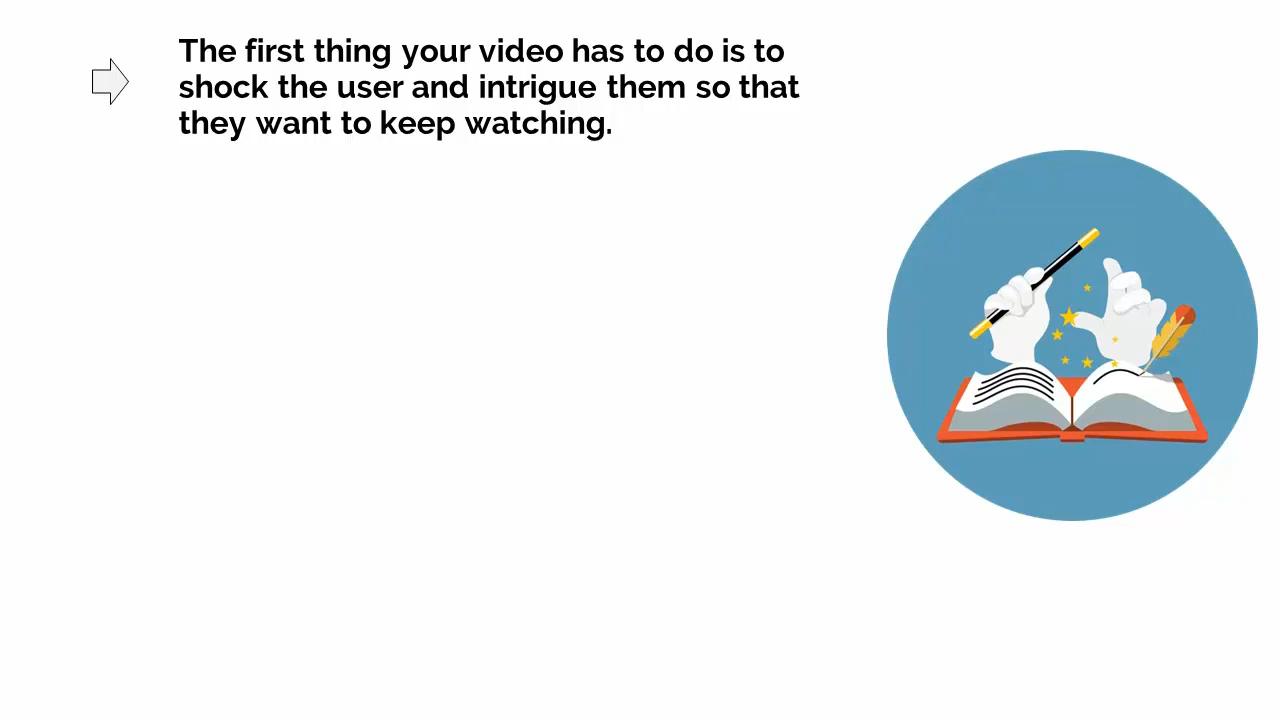 The first thing your video has to do is to
shock the user and intrigue them so that
they want to keep watching.